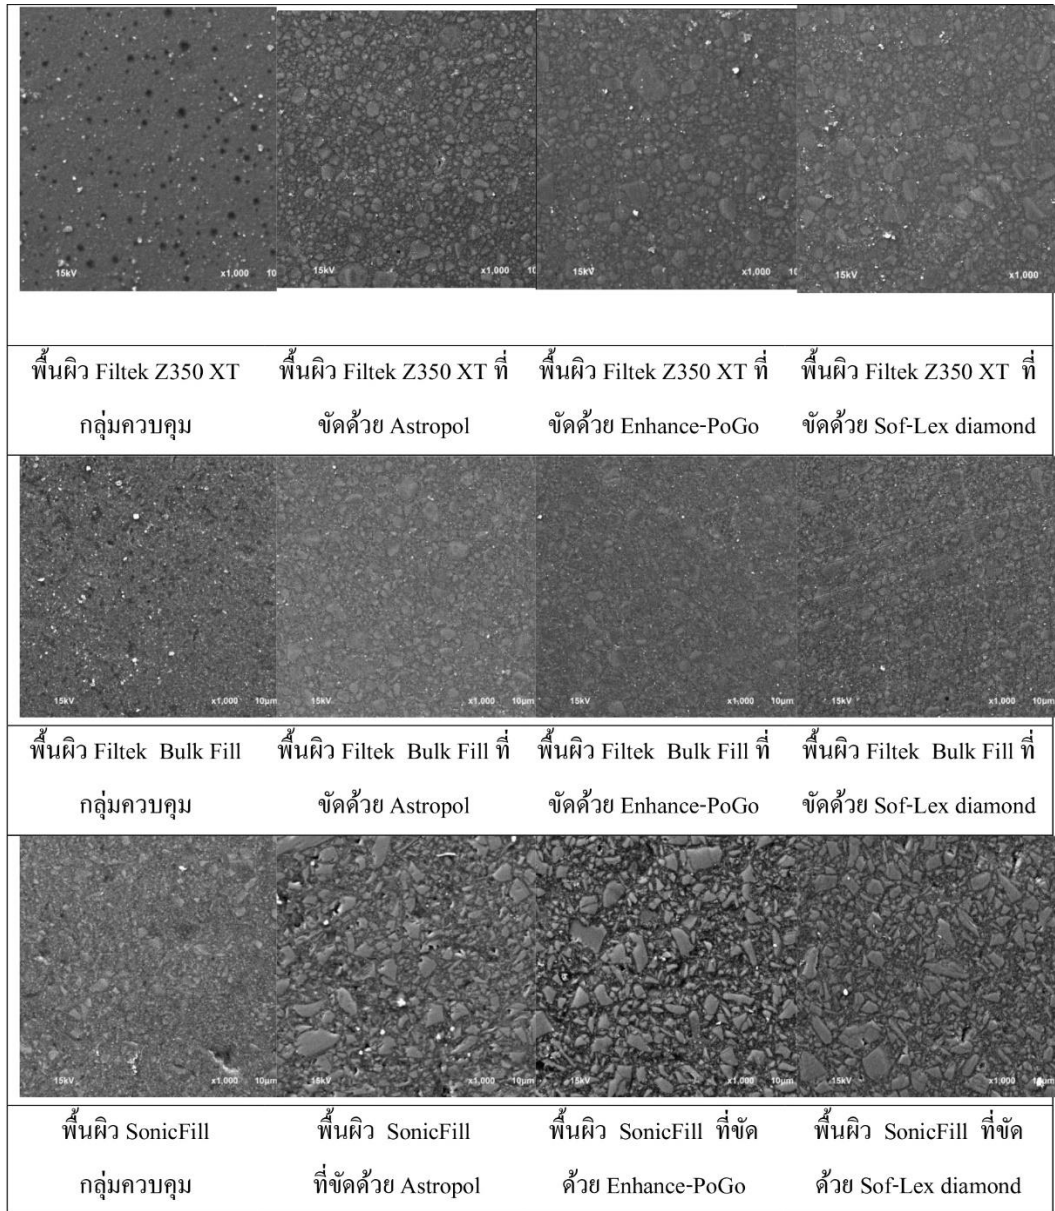 15kV x1,000 10
15kV x1,000 10
15kV x1,000
15kV x1,000
พื้นผิว Filtek Z350 XT
กลุ่มควบคุม
พื้นผิว Filtek Z350 XT ที่
ขัดด้วย Astropol
พื้นผิว Filtek Z350 XT ที่
ขัดด้วย Enhance-PoGo
พื้นผิว Filtek Z350 XT ที่
ขัดด้วย Sof-Lex diamond
15kV x1,000 10µm
15kV x1,000 10µm
15kV x1,000 10µm
15kV x1,000 10µm
พื้นผิว Filtek Bulk Fill
กลุ่มควบคุม
พื้นผิว Filtek Bulk Fill ที่
ขัดด้วย Astropol
พื้นผิว Filtek Bulk Fill ที่
ขัดด้วย Enhance-PoGo
พื้นผิว Filtek Bulk Fill ที่
ขัดด้วย Sof-Lex diamond
15kV x1,000 10µm
15kV x1,000 10µm
15kV x1,000 10µm
15kV x1,000 10µm
พื้นผิว SonicFill
กลุ่มควบคุม
พื้นผิว SonicFill
ที่ขัดด้วย Astropol
พื้นผิว SonicFill ที่ขัด
ด้วย Enhance-PoGo
พื้นผิว SonicFill ที่ขัด
ด้วย Sof-Lex diamond